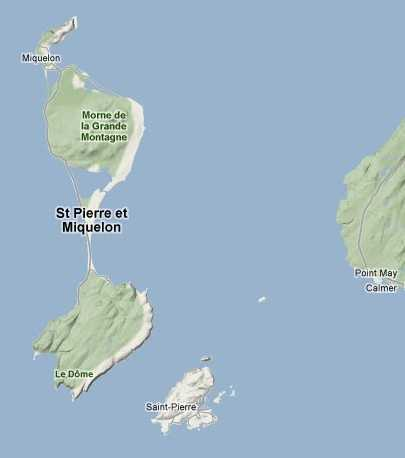 Miquelon
Morne de
la Grande
Montagne
St Pierre et
Miquelon
Point May
Calmer
Le Dôme
Saint-Pierre